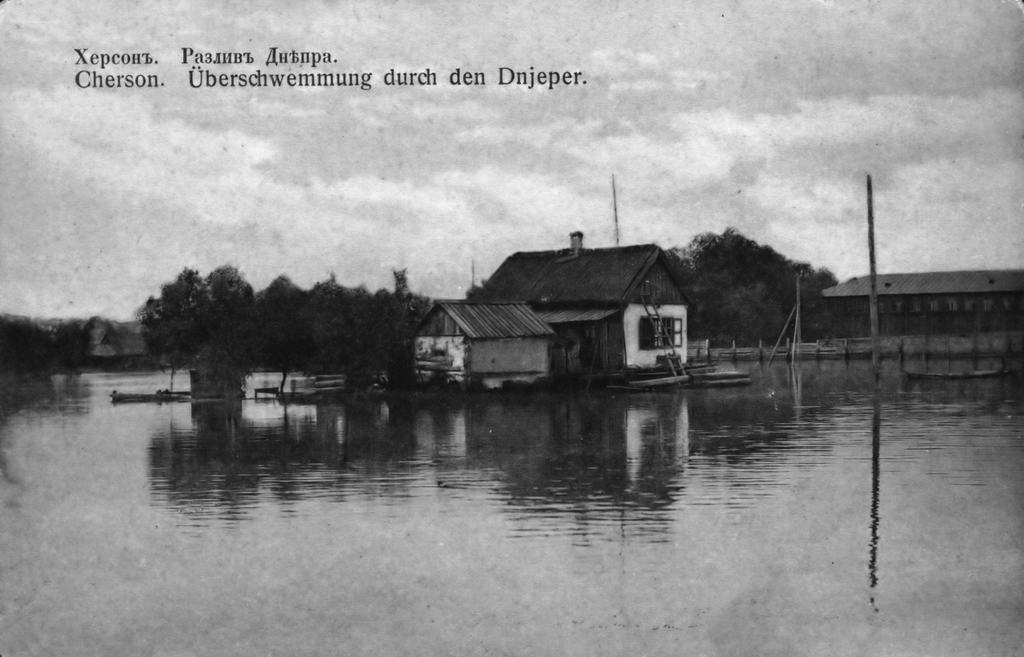 Херсонъ. Разливъ Днѣпра.
Cherson. Überschwemmung durch den Dnjeper.